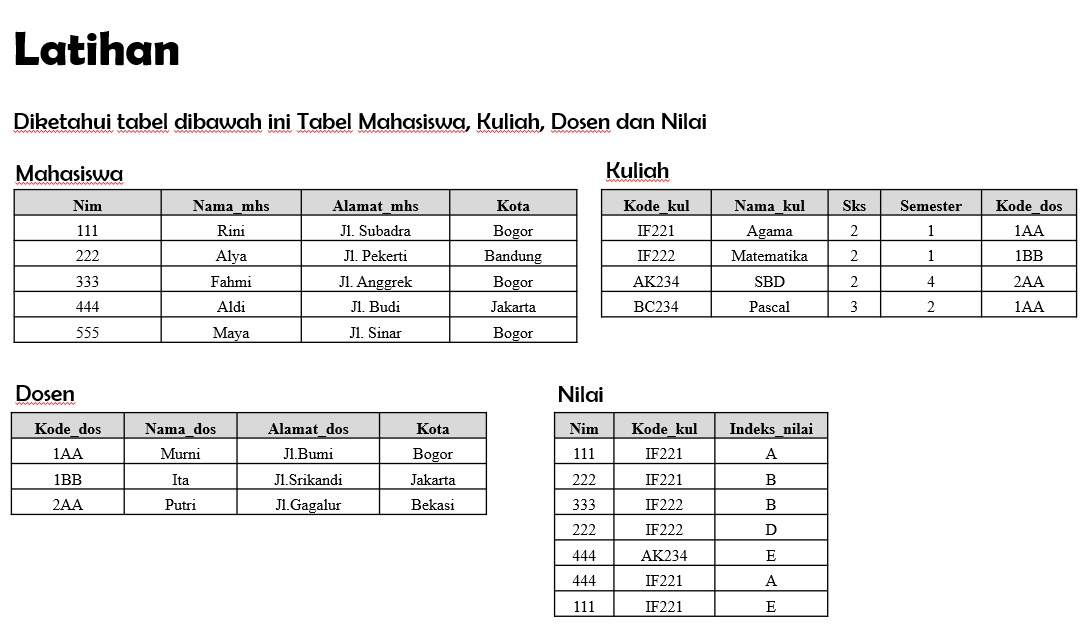 Latihan
Diketahui tabel dibawah ini Tabel Mahasiswa, Kuliah, Dosen dan Nilai
Mahasiswa
Nim Nama_mhs Alamat_mhs Kota
111 Rini Jl. Subadra Bogor
222 Alya Jl. Pekerti Bandung
333 Fahmi Jl. Anggrek Bogor
444 Aldi Jl. Budi Jakarta
555 Maya Jl. Sinar Bogor
Kuliah
Kode_kul Nama_kul Sks Semester Kode_dos
IF221 Agama 2 1 1AA
IF222 Matematika 2 1 1BB
AK234 SBD 2 4 2AA
BC234 Pascal 3 2 1AA
Dosen
Kode_dos Nama_dos Alamat_dos Kota
1AA Murni Jl.Bumi Bogor
1BB Ita Jl.Srikandi Jakarta
2AA Putri Jl.Gagalur Bekasi
Nilai
Nim Kode_kul Indeks_nilai
111 IF221 A
222 IF221 B
333 IF222 B
222 IF222 D
444 AK234 E
444 IF221 A
111 IF221 E